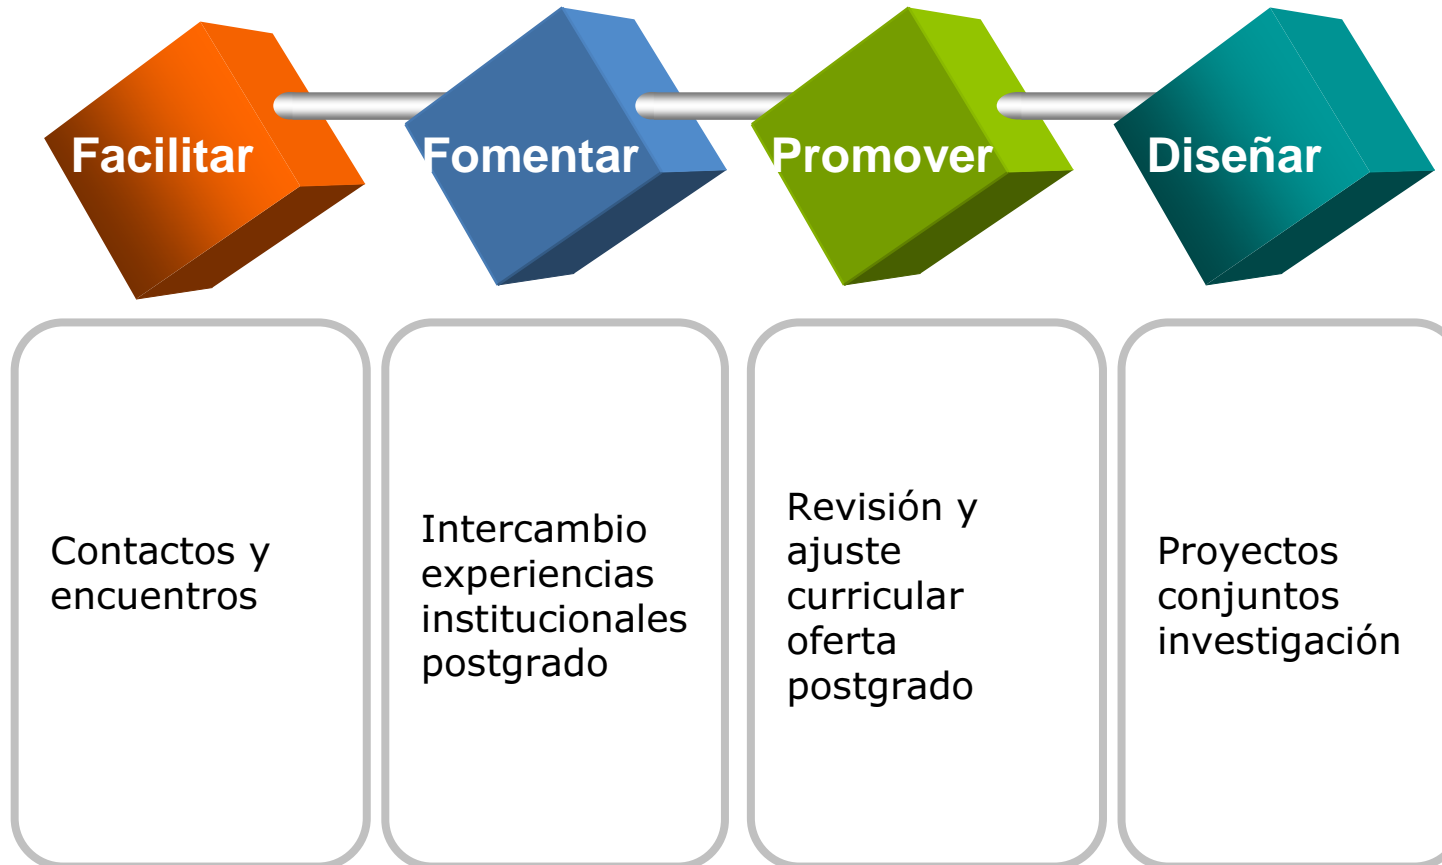 Facilitar
Fomentar
Promover
Diseñar
Contactos y
encuentros
Intercambio
experiencias
institucionales
postgrado
Revisión y
ajuste
curricular
oferta
postgrado
Proyectos
conjuntos
investigación